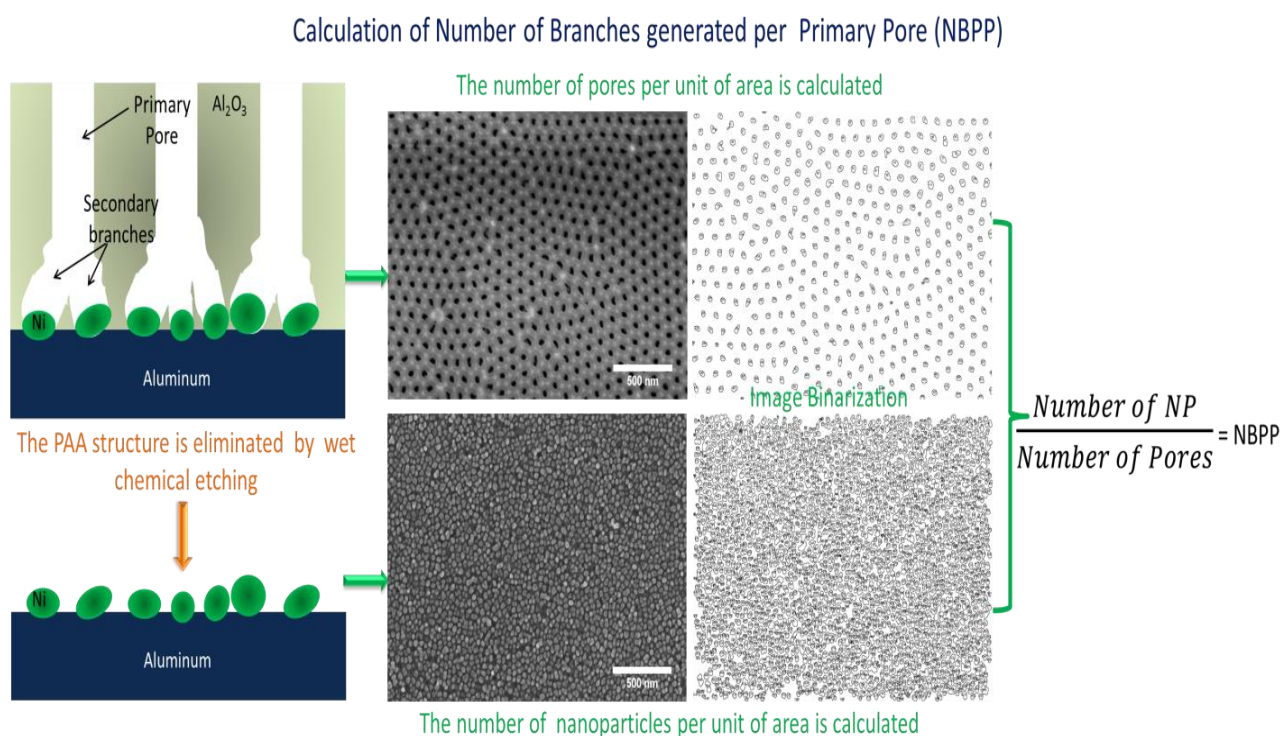 Calculation of Number of Branches generated per Primary Pore (NBPP)
The number of pores per unit of area is calculated
Primary
Pore
Al₂O₃
Secondary
branches
Ni
Aluminum
500 nm
- Image Binarization
The PAA structure is eliminated by wet
chemical etching
Ni
Aluminum
500 nm
Number of NP
Number of Pores
= NBPP
The number of nanoparticles per unit of area is calculated